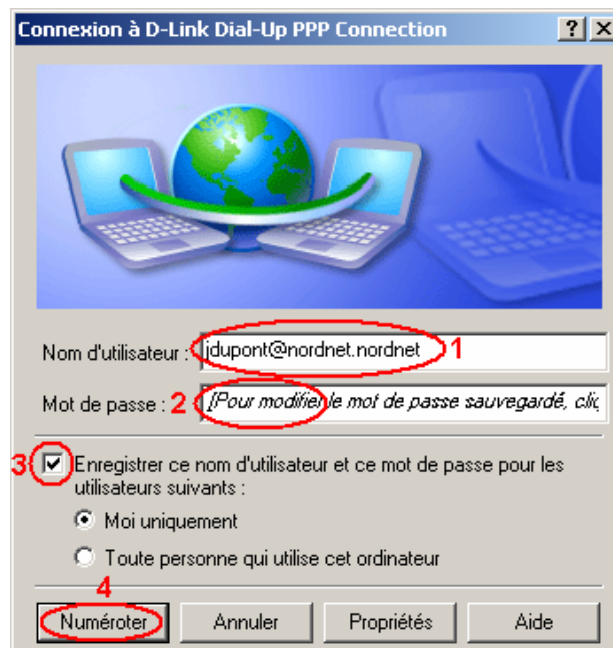 Connexion à D-Link Dial-Up PPP Connection
Nom d'utilisateur : jdupont@nordnet.nordnet 1
Mot de passe : 2 [Pour modifier le mot de passe sauvegardé, clic
3 Enregistrer ce nom d'utilisateur et ce mot de passe pour les
utilisateurs suivants :
Moi uniquement
Toute personne qui utilise cet ordinateur
4
Numéroter Annuler Propriétés Aide